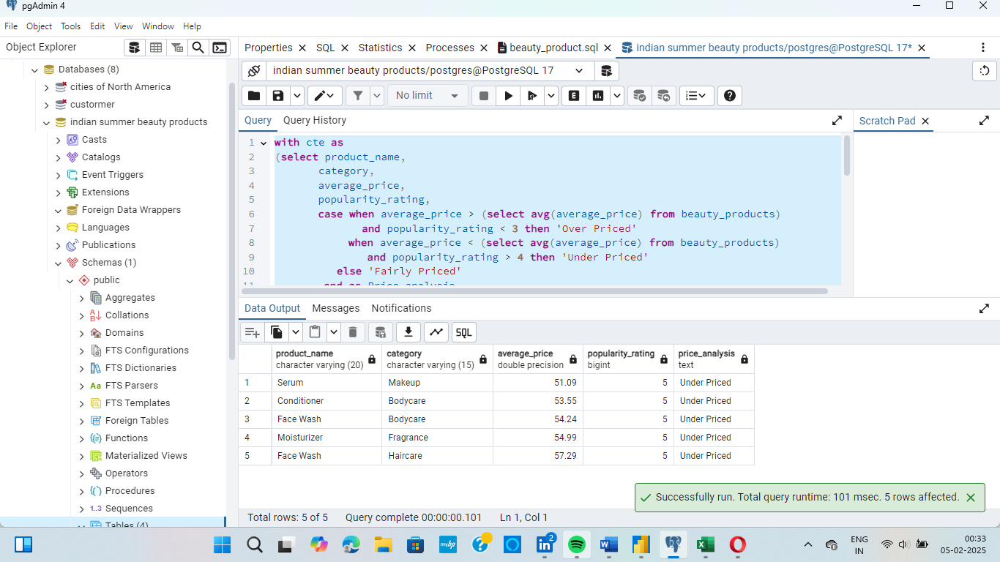 pgAdmin 4
File Object Tools Edit View Window Help
Object Explorer
Properties SQL Statistics Processes beauty_product.sql indian summer beauty products/postgres@PostgreSQL 17*
Databases (8)
cities of North America
custormer
indian summer beauty products
Casts
Catalogs
Event Triggers
Extensions
Foreign Data Wrappers
Languages
Publications
Schemas (1)
public
Aggregates
Collations
Domains
FTS Configurations
FTS Dictionaries
Aa FTS Parsers
FTS Templates
Foreign Tables
Functions
Materialized Views
Operators
Procedures
1..3 Sequences
Tables (4)
indian summer beauty products/postgres@PostgreSQL 17
No limit E
Query Query History
Scratch Pad
1 with cte as
2 (select product_name,
3 category,
4 average_price,
5 popularity_rating,
6 case when average_price > (select avg(average_price) from beauty_products)
7 and popularity_rating < 3 then 'Over Priced'
8 when average_price < (select avg(average_price) from beauty_products)
9 and popularity_rating > 4 then 'Under Priced'
10 else 'Fairly Priced'
11 end as Price_analysis
Data Output Messages Notifications
SQL
product_name category average_price popularity_rating price_analysis
character varying (20) character varying (15) double precision bigint text
1 Serum Makeup 51.09 5 Under Priced
2 Conditioner Bodycare 53.55 5 Under Priced
3 Face Wash Bodycare 54.24 5 Under Priced
4 Moisturizer Fragrance 54.99 5 Under Priced
5 Face Wash Haircare 57.29 5 Under Priced
Successfully run. Total query runtime: 101 msec. 5 rows affected.
Total rows: 5 of 5 Query complete 00:00:00.101 Ln 1, Col 1
myhp
2
ENG
IN
00:33
05-02-2025